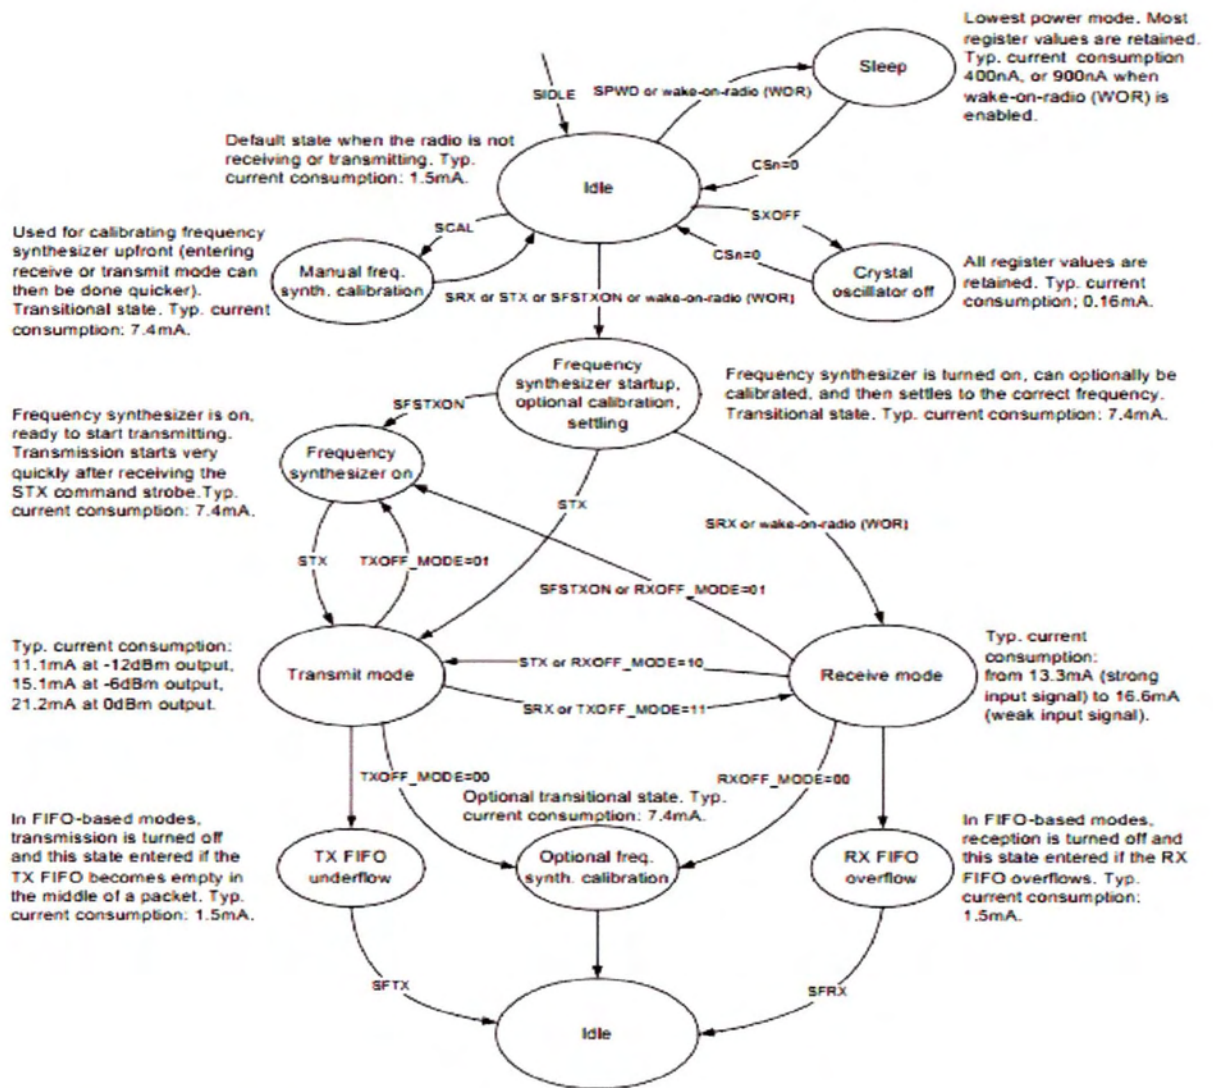 Lowest power mode. Most
register values are retained.
Typ. current consumption
400nA, or 900nA when
wake-on-radio (WOR) is
enabled.
Sleep
SIDLE
SPWD or wake-on-radio (WOR)
Default state when the radio is not
receiving or transmitting. Typ.
current consumption: 1.5mA.
CSn=0
Idle
SXOFF
SCAL
CSn=0
Used for calibrating frequency
synthesizer upfront (entering
receive or transmit mode can
then be done quicker).
Transitional state. Typ. current
consumption: 7.4mA.
Manual freq.
synth. calibration
Crystal
oscillator off
All register values are
retained. Typ. current
consumption; 0.16mA.
SRX or STX or SFSTXON or wake-on-radio (WOR)
Frequency
synthesizer startup,
optional calibration,
settling
Frequency synthesizer is turned on, can optionally be
calibrated, and then settles to the correct frequency.
Transitional state. Typ. current consumption: 7.4mA.
SFSTXON
Frequency synthesizer is on,
ready to start transmitting.
Transmission starts very
quickly after receiving the
STX command strobe.Typ.
current consumption: 7.4mA.
Frequency
synthesizer on
STX
SRX or wake-on-radio (WOR)
STX
TXOFF_MODE=01
SFSTXON or RXOFF_MODE=01
Typ. current consumption:
11.1mA at -12dBm output,
15.1mA at -6dBm output,
21.2mA at 0dBm output.
Transmit mode
STX or RXOFF_MODE=10
SRX or TXOFF_MODE=11
Receive mode
Typ. current
consumption:
from 13.3mA (strong
input signal) to 16.6mA
(weak input signal).
TXOFF_MODE=00
RXOFF_MODE=00
Optional transitional state. Typ.
current consumption: 7.4mA.
In FIFO-based modes,
transmission is turned off
and this state entered if the
TX FIFO becomes empty in
the middle of a packet. Typ.
current consumption: 1.5mA.
TX FIFO
underflow
Optional freq.
synth. calibration
RX FIFO
overflow
In FIFO-based modes,
reception is turned off and
this state entered if the RX
FIFO overflows. Typ.
current consumption:
1.5mA.
SFTX
SFRX
Idle